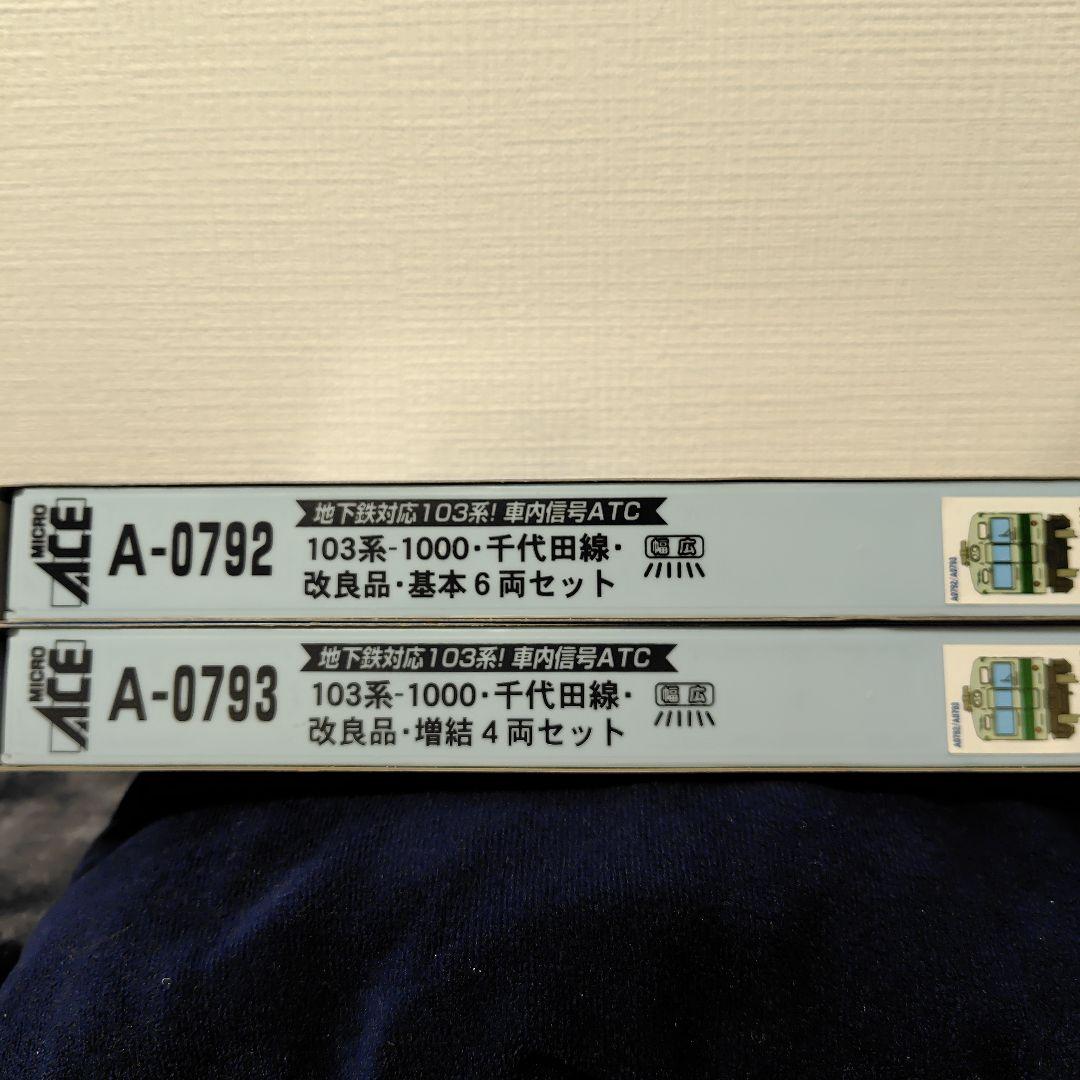 MICRO ACE
A-0792
地下鉄対応103系! 車内信号ATC
103系-1000・千代田線・ 幅広
改良品・基本6両セット
A0792/A0793
MICRO ACE
A-0793
地下鉄対応103系! 車内信号ATC
103系-1000・千代田線・ 幅広
改良品・増結4両セット
A0792/A0793